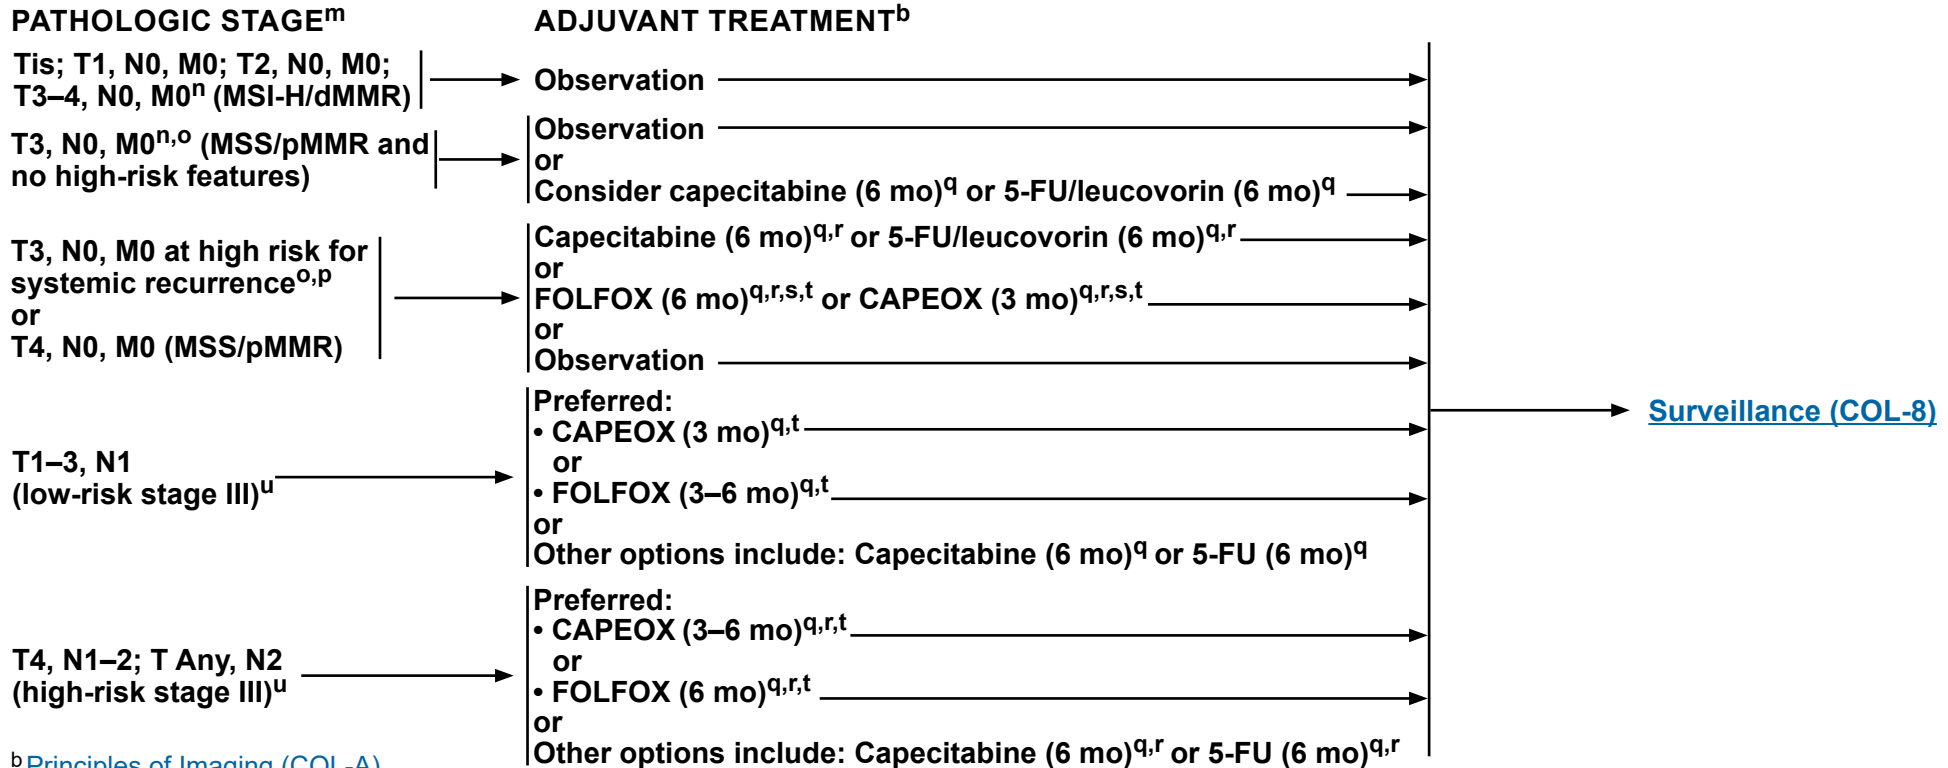 PATHOLOGIC STAGEᵐ
ADJUVANT TREATMENTᵇ
Tis; T1, N0, M0; T2, N0, M0;
T3–4, N0, M0ⁿ (MSI-H/dMMR)
Observation
T3, N0, M0ⁿ,ᵒ (MSS/pMMR and
no high-risk features)
Observation
or
Consider capecitabine (6 mo)q or 5-FU/leucovorin (6 mo)q
T3, N0, M0 at high risk for
systemic recurrenceᵒ,ᵖ
or
T4, N0, M0 (MSS/pMMR)
Capecitabine (6 mo)q,r or 5-FU/leucovorin (6 mo)q,r
or
FOLFOX (6 mo)q,r,s,t or CAPEOX (3 mo)q,r,s,t
or
Observation
T1–3, N1
(low-risk stage III)ᵘ
Preferred:
• CAPEOX (3 mo)q,t
or
• FOLFOX (3–6 mo)q,t
or
Other options include: Capecitabine (6 mo)q or 5-FU (6 mo)q
T4, N1–2; T Any, N2
(high-risk stage III)ᵘ
Preferred:
• CAPEOX (3–6 mo)q,r,t
or
• FOLFOX (6 mo)q,r,t
or
Other options include: Capecitabine (6 mo)q,r or 5-FU (6 mo)q,r
Surveillance (COL-8)
ᵇ Principles of Imaging (COL-A)